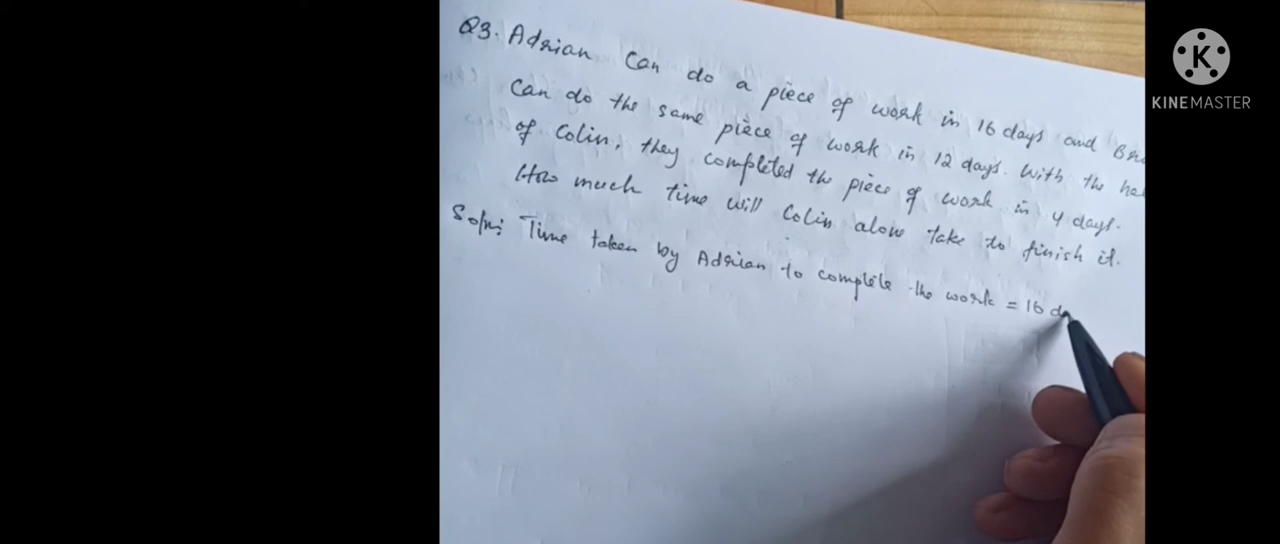 Q3. Adrian can do a piece of work in 16 days and
can do the same piece of work in 12 days. With the
of Colin, they completed the piece of work in 4 days.
How much time will Colin alone take to finish it.
Soln: Time taken by Adrian to complete the work = 16 d
K
KINEMASTER